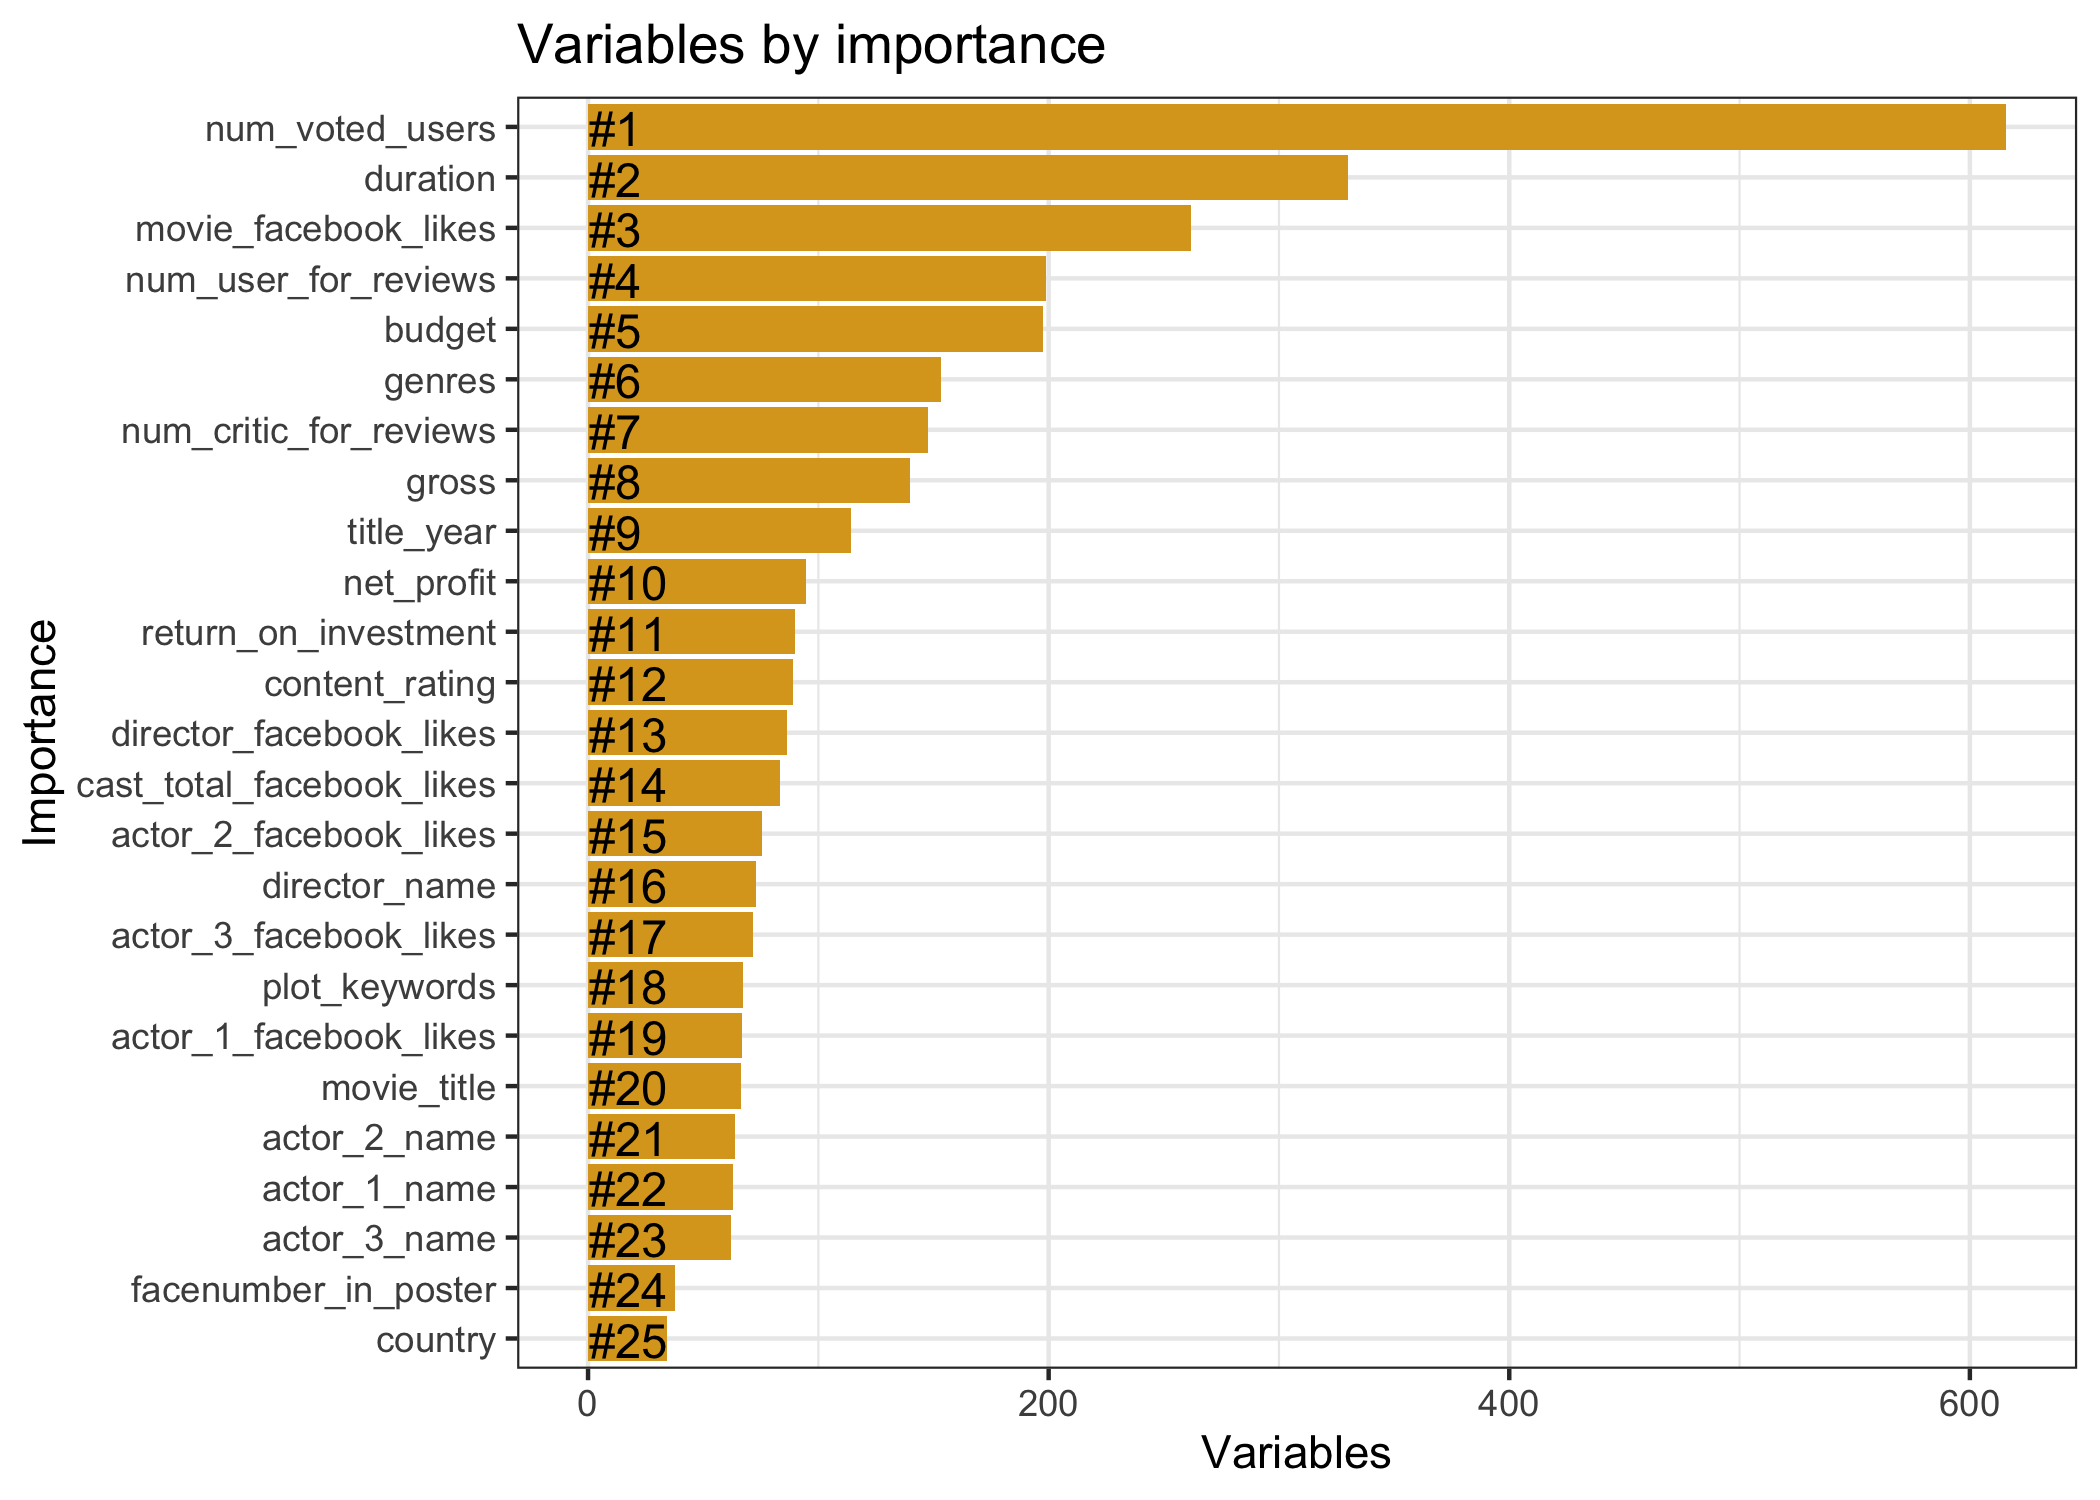 Variables by importance
num_voted_users #1
duration #2
movie_facebook_likes #3
num_user_for_reviews #4
budget #5
genres #6
num_critic_for_reviews #7
gross #8
title_year #9
net_profit #10
return_on_investment #11
content_rating #12
director_facebook_likes #13
cast_total_facebook_likes #14
actor_2_facebook_likes #15
director_name #16
actor_3_facebook_likes #17
plot_keywords #18
actor_1_facebook_likes #19
movie_title #20
actor_2_name #21
actor_1_name #22
actor_3_name #23
facenumber_in_poster #24
country #25
Importance
0 200 400 600
Variables